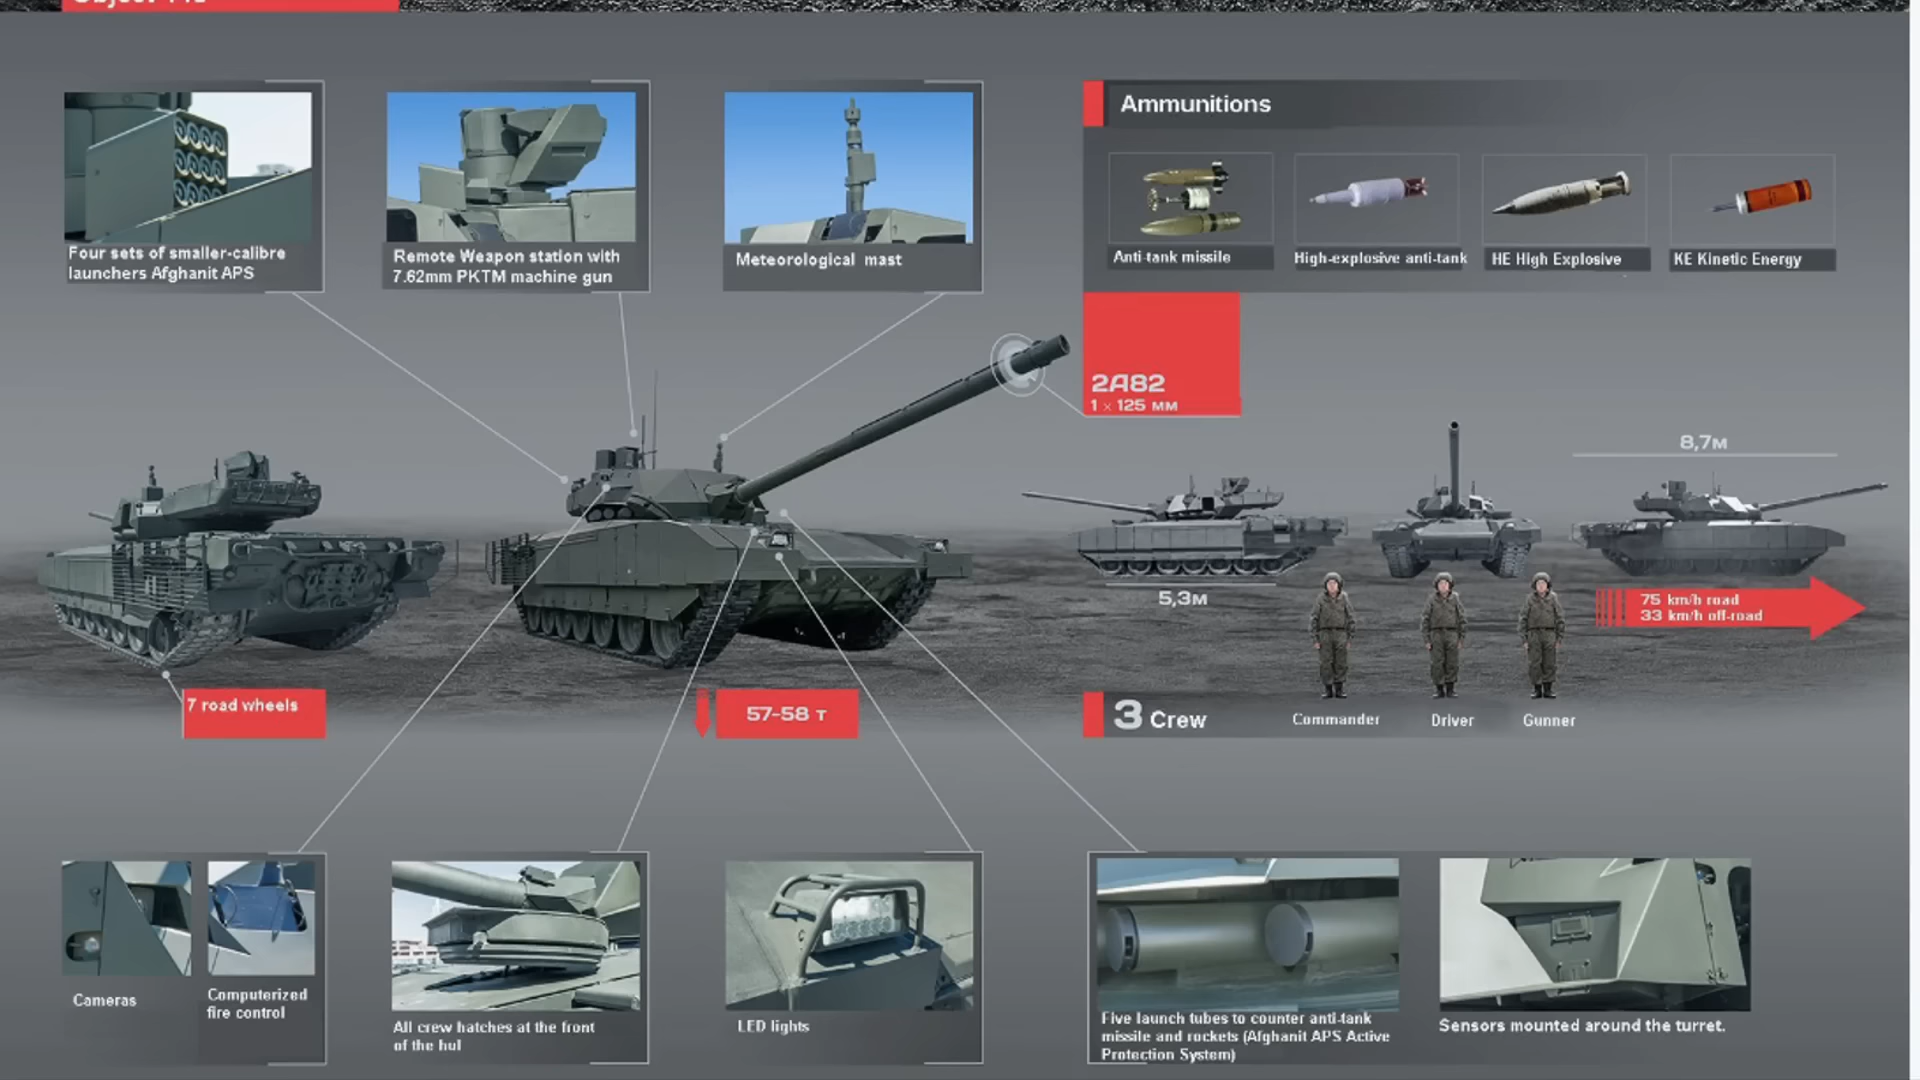 Four sets of smaller-calibre
launchers Afghanit APS
Remote Weapon station with
7.62mm PKTM machine gun
Meteorological mast
Ammunitions
Anti-tank missile
High-explosive anti-tank
HE High Explosive
KE Kinetic Energy
2A82
1 x 125 мм
8,7м
5,3м
75 km/h road
33 km/h off-road
7 road wheels
57-58 т
3 Crew
Commander
Driver
Gunner
Cameras
Computerized
fire control
All crew hatches at the front
of the hul
LED lights
Five launch tubes to counter anti-tank
missile and rockets (Afghanit APS Active
Protection System)
Sensors mounted around the turret.